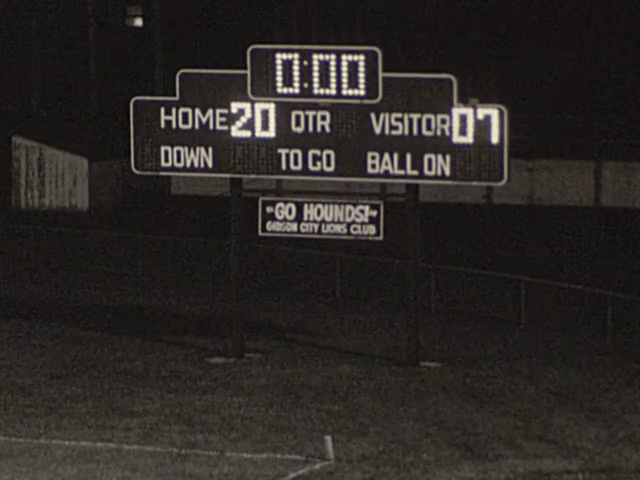 0:00
HOME 20 QTR VISITOR 07
DOWN TO GO BALL ON
"GO HOUNDS!"
GIBSON CITY LIONS CLUB